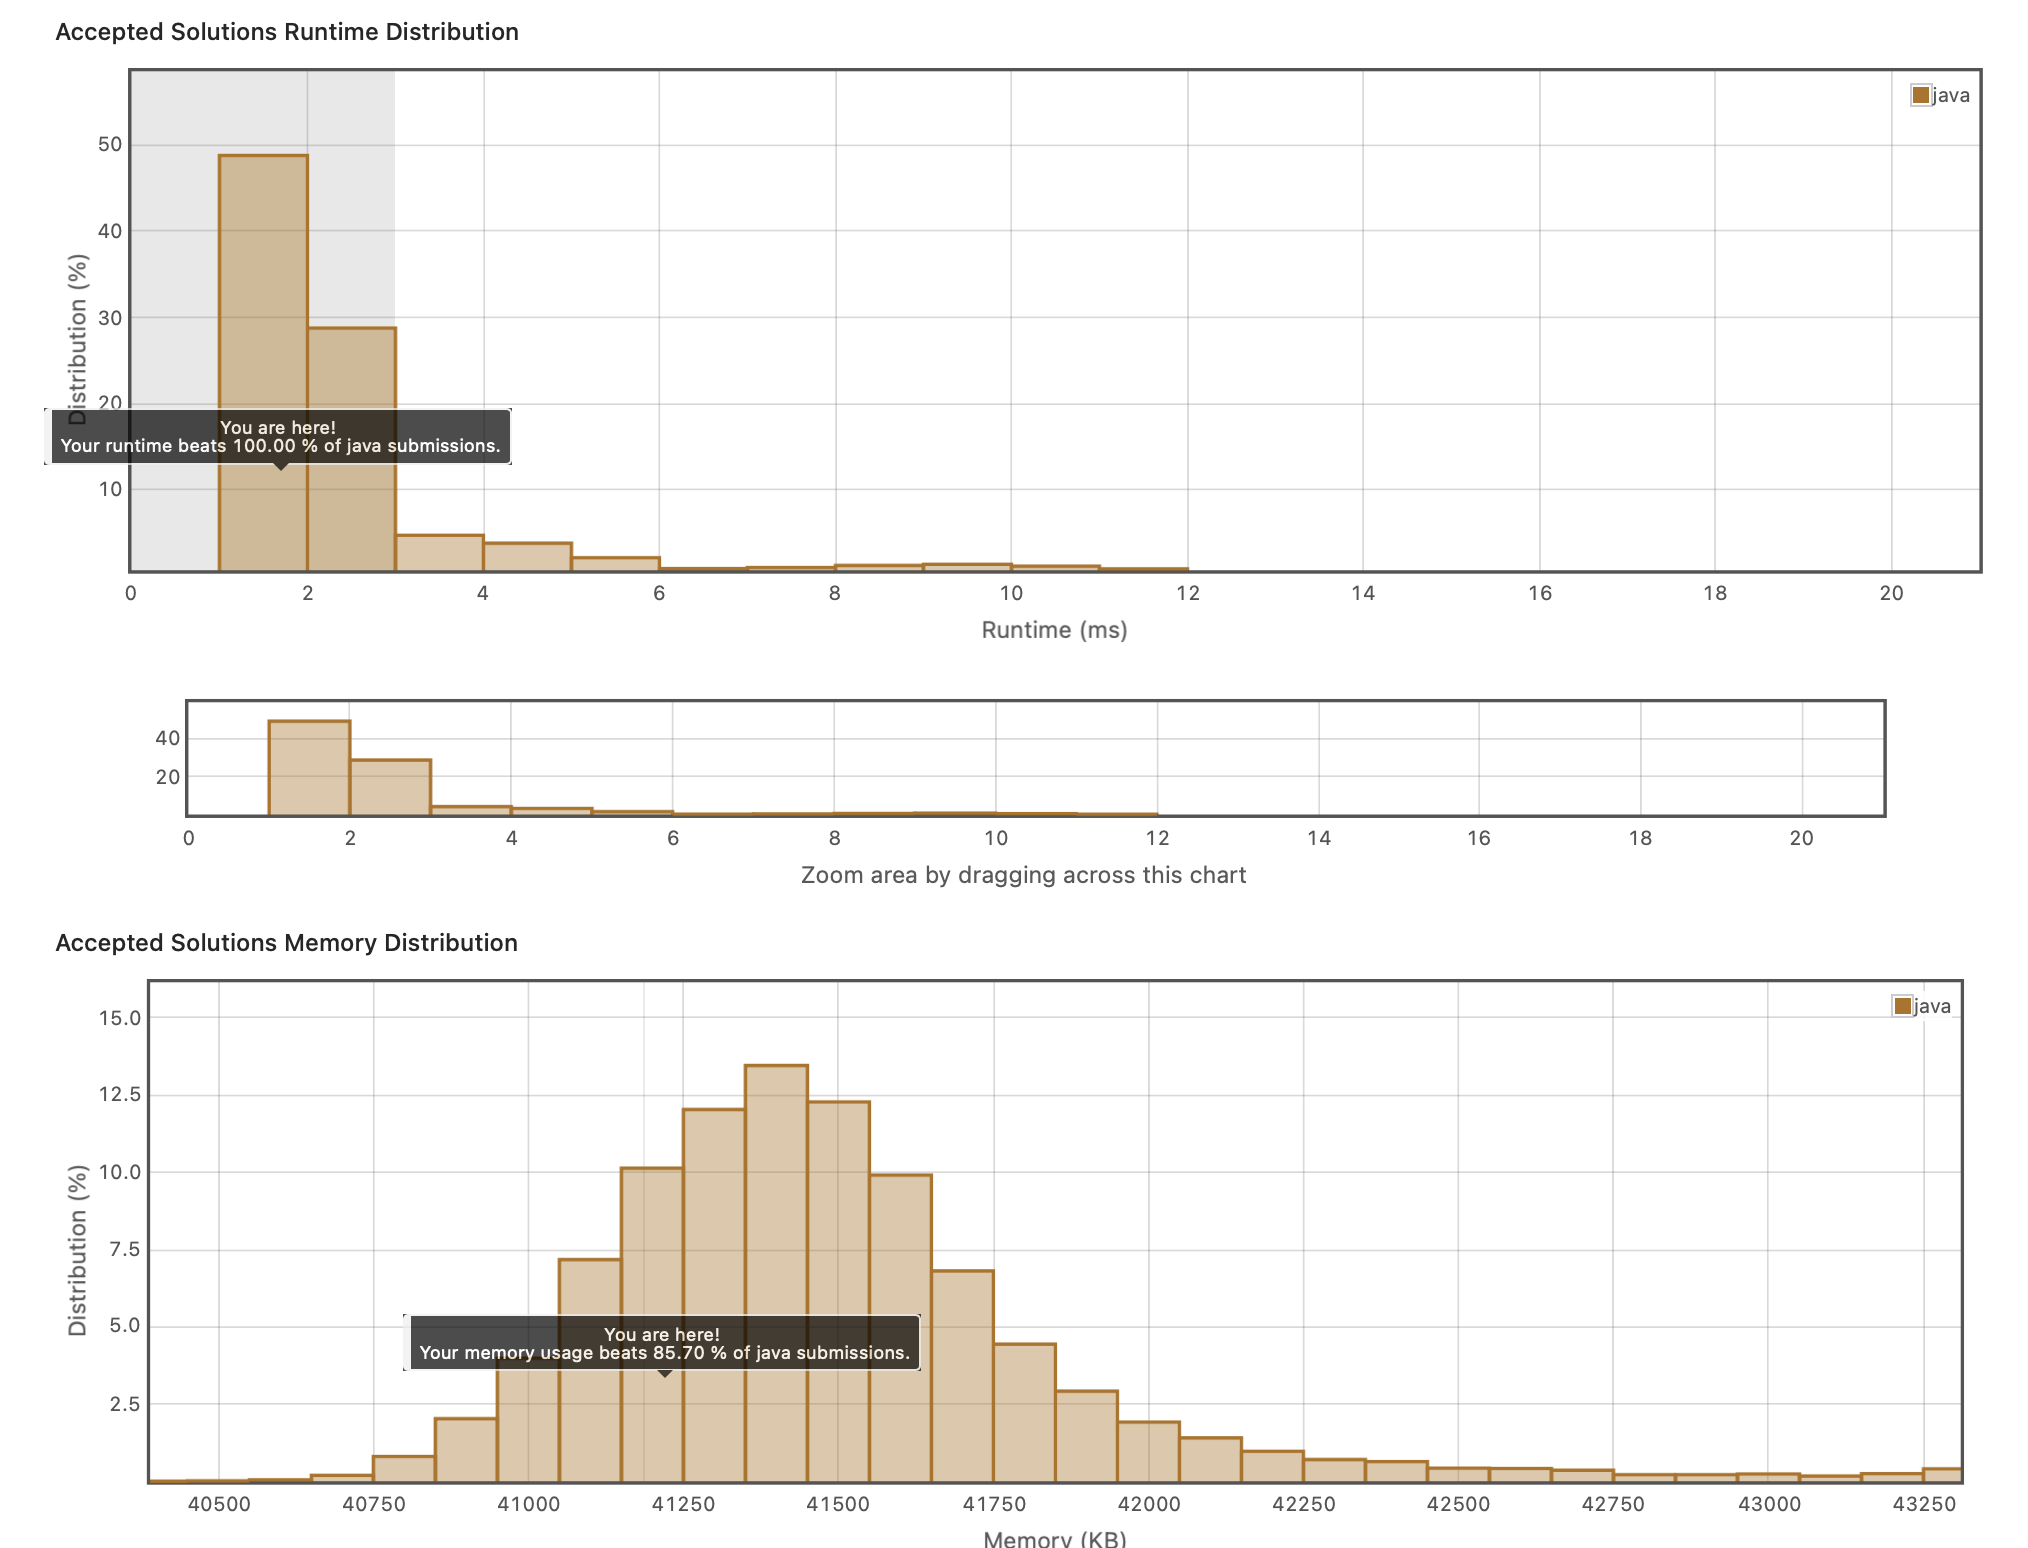 Accepted Solutions Runtime Distribution
java
Distribution (%)
50
40
30
20
10
You are here!
Your runtime beats 100.00 % of java submissions.
0 2 4 6 8 10 12 14 16 18 20
Runtime (ms)
40
20
0 2 4 6 8 10 12 14 16 18 20
Zoom area by dragging across this chart
Accepted Solutions Memory Distribution
java
Distribution (%)
15.0
12.5
10.0
7.5
5.0
2.5
You are here!
Your memory usage beats 85.70 % of java submissions.
40500 40750 41000 41250 41500 41750 42000 42250 42500 42750 43000 43250
Memory (KB)